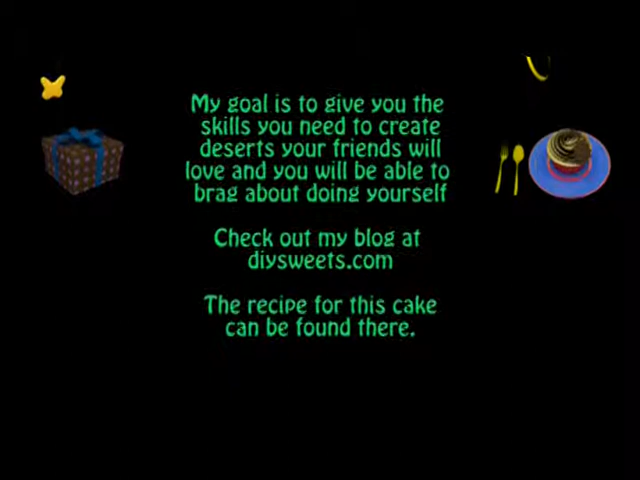 My goal is to give you the
skills you need to create
deserts your friends will
love and you will be able to
brag about doing yourself
Check out my blog at
diysweets.com
The recipe for this cake
can be found there.